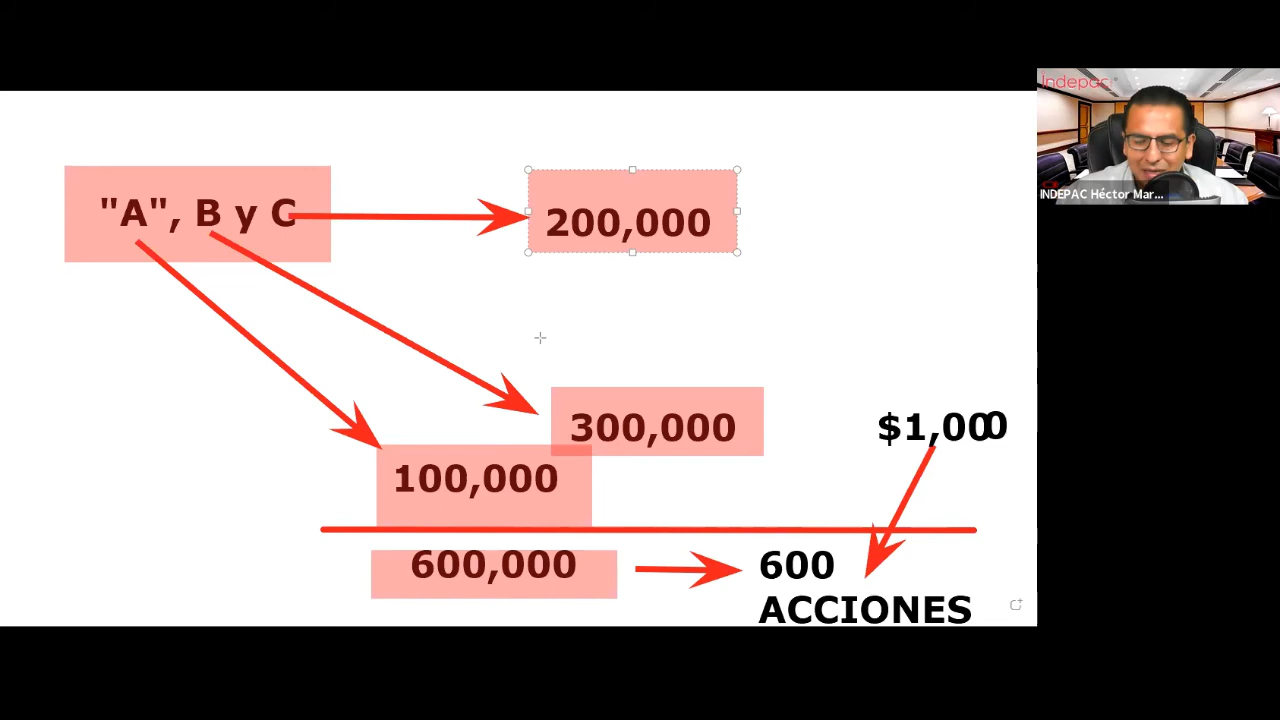 Indepac
INDEPAC Héctor Mar...
"A", B y C
200,000
300,000
$1,000
100,000
600,000
600
ACCIONES